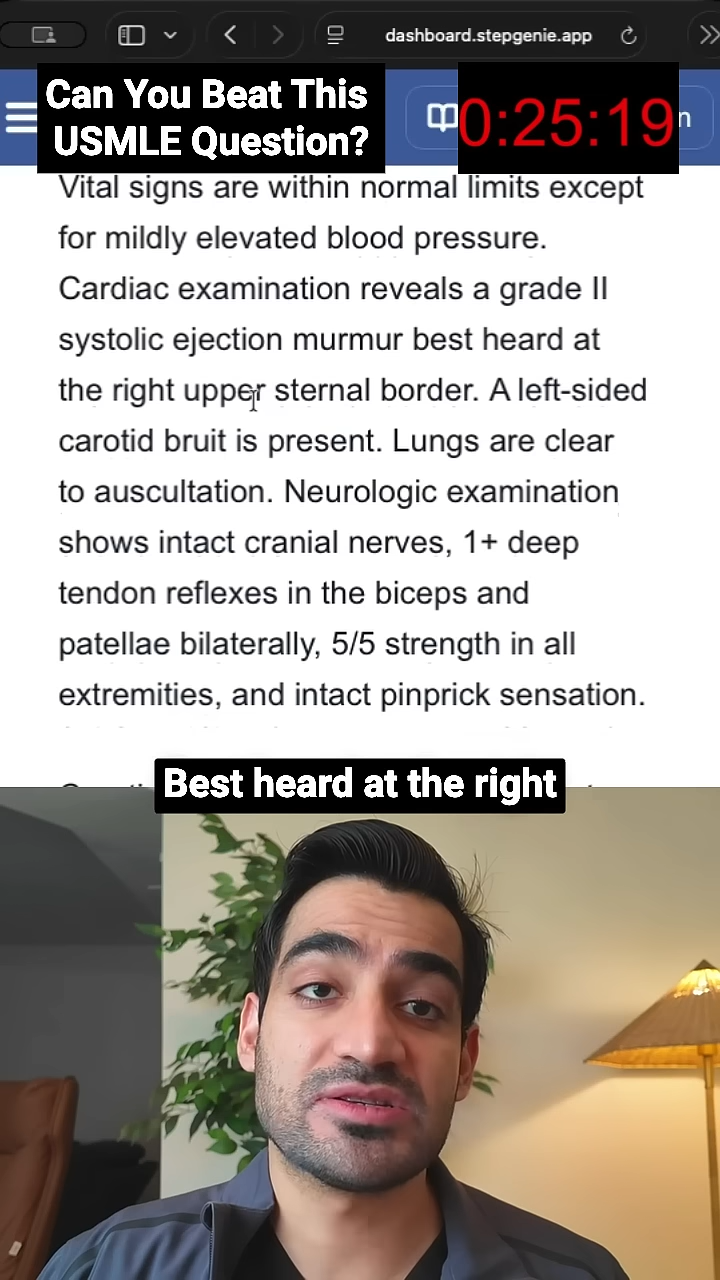 dashboard.stepgenie.app
Can You Beat This
USMLE Question?
0:25:19
n
Vital signs are within normal limits except
for mildly elevated blood pressure.
Cardiac examination reveals a grade II
systolic ejection murmur best heard at
the right upper sternal border. A left-sided
carotid bruit is present. Lungs are clear
to auscultation. Neurologic examination
shows intact cranial nerves, 1+ deep
tendon reflexes in the biceps and
patellae bilaterally, 5/5 strength in all
extremities, and intact pinprick sensation.
Best heard at the right